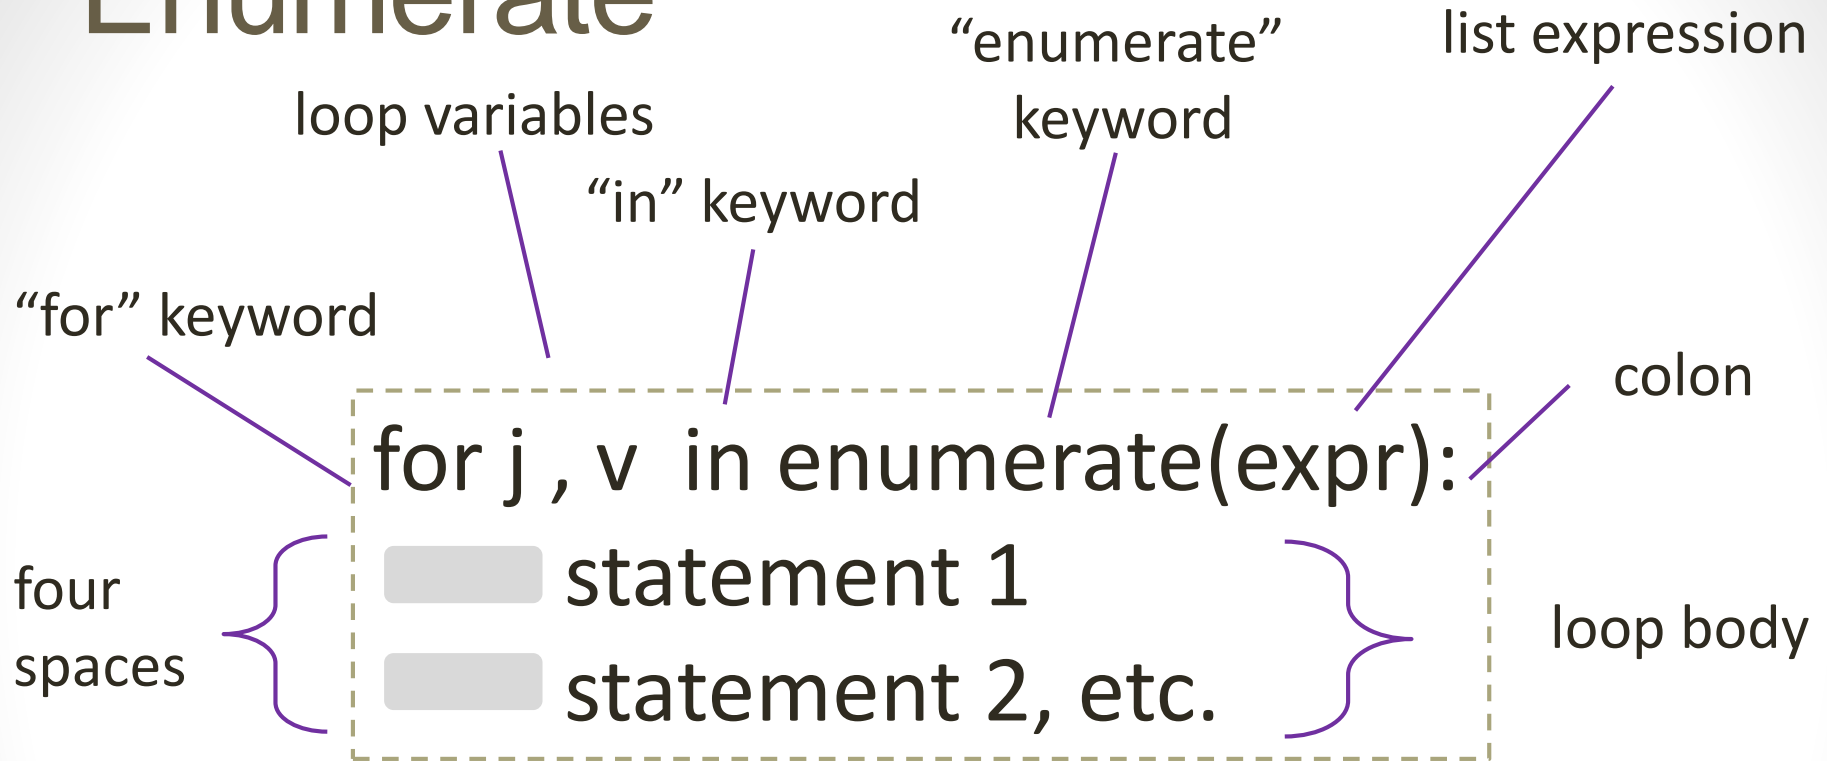 Enumerate
“enumerate”
keyword
list expression
loop variables
“in” keyword
“for” keyword
colon
for j , v in enumerate(expr):
four
spaces
statement 1
statement 2, etc.
loop body